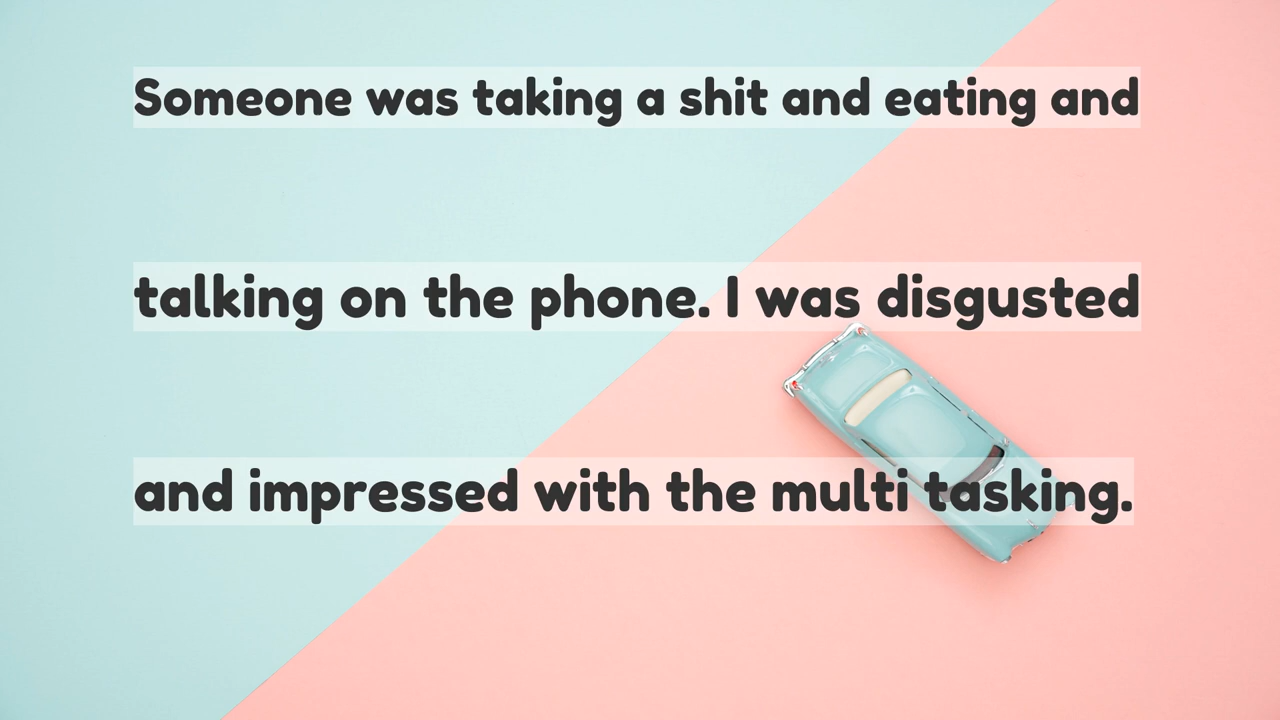 Someone was taking a shit and eating and
talking on the phone. I was disgusted
and impressed with the multi tasking.